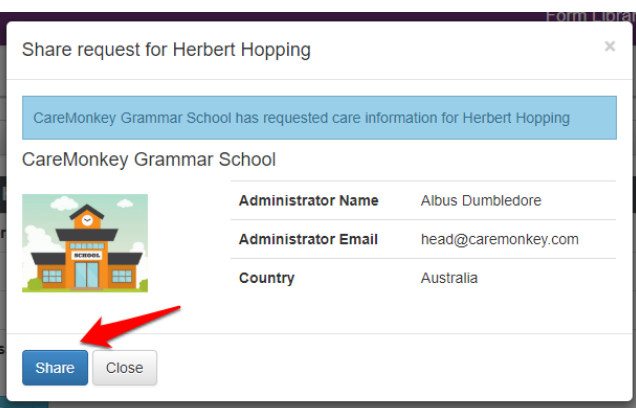 Form Librar
Share request for Herbert Hopping ×
CareMonkey Grammar School has requested care information for Herbert Hopping
CareMonkey Grammar School
Administrator Name Albus Dumbledore
SCHOOL
Administrator Email head@caremonkey.com
Country Australia
Share Close